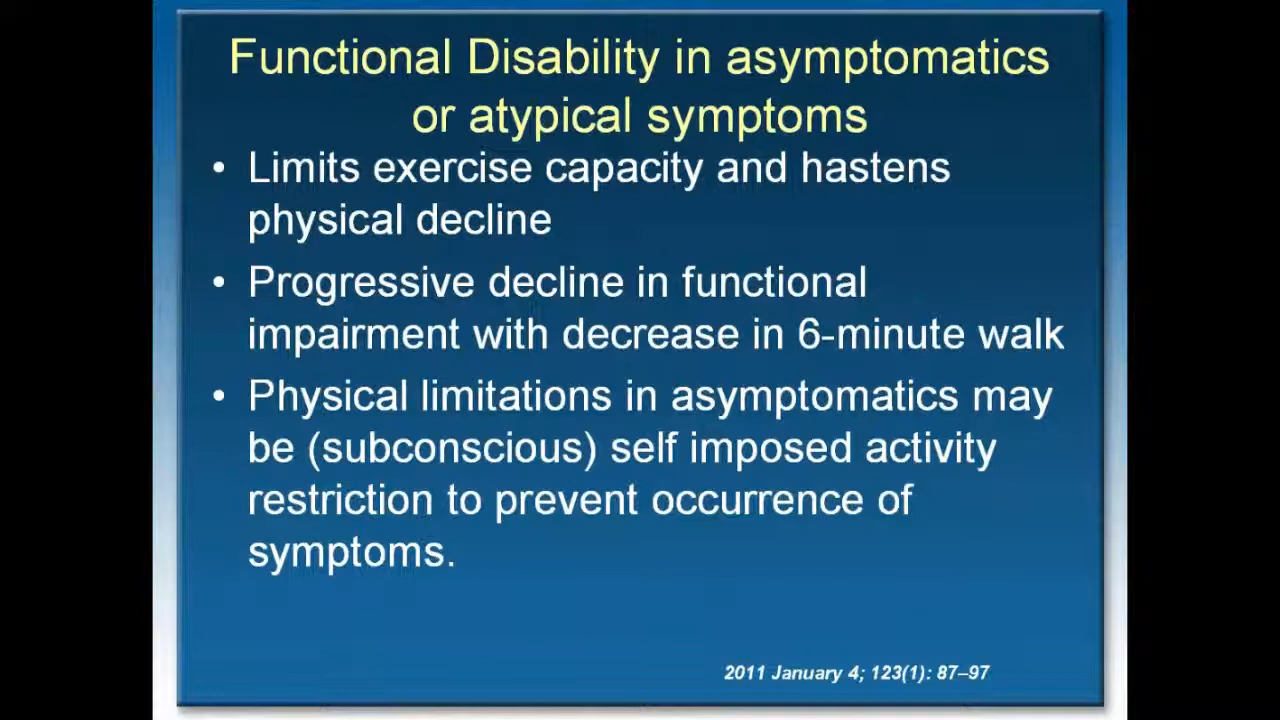 Functional Disability in asymptomatics
or atypical symptoms
• Limits exercise capacity and hastens
physical decline
• Progressive decline in functional
impairment with decrease in 6-minute walk
• Physical limitations in asymptomatics may
be (subconscious) self imposed activity
restriction to prevent occurrence of
symptoms.
2011 January 4; 123(1): 87–97